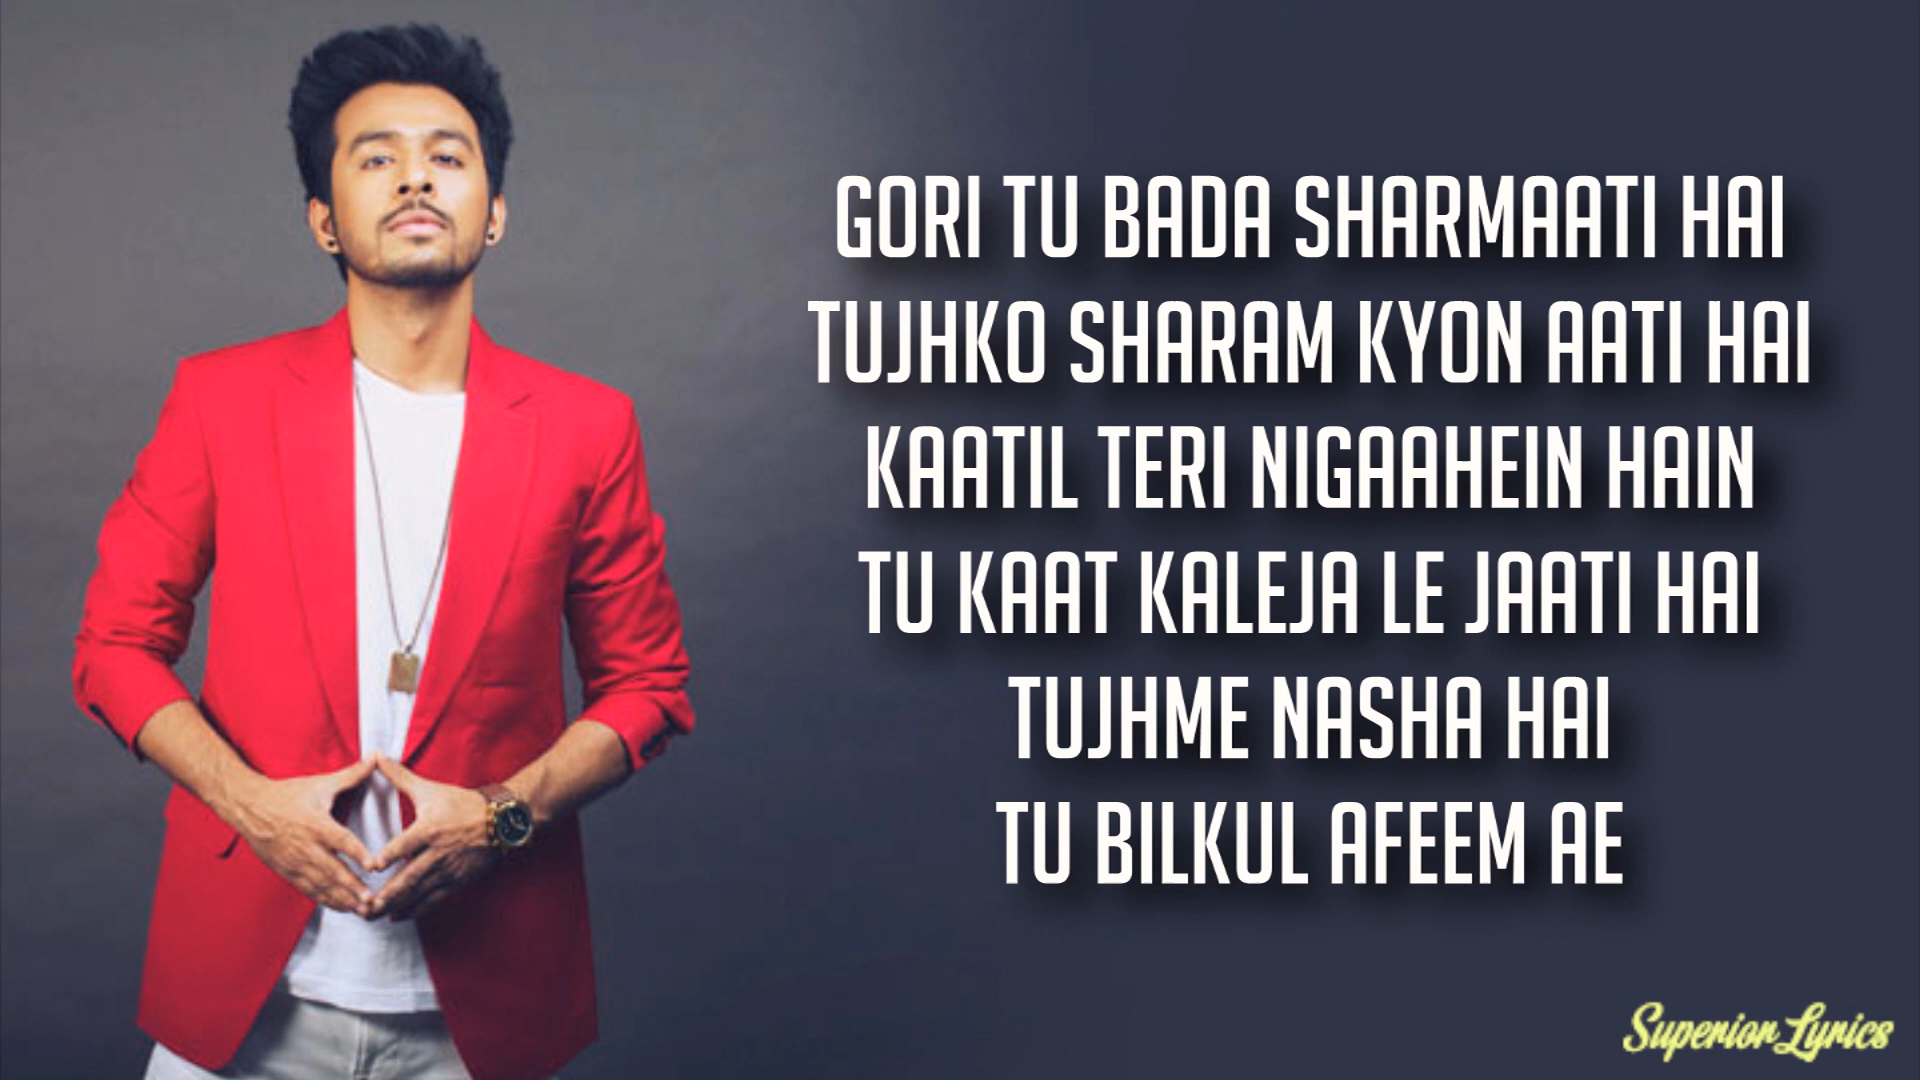 GORI TU BADA SHARMAATI HAI
TUJHKO SHARAM KYON AATI HAI
KAATIL TERI NIGAAHEIN HAIN
TU KAAT KALEJA LE JAATI HAI
TUJHME NASHA HAI
TU BILKUL AFEEM AE
Superior Lyrics